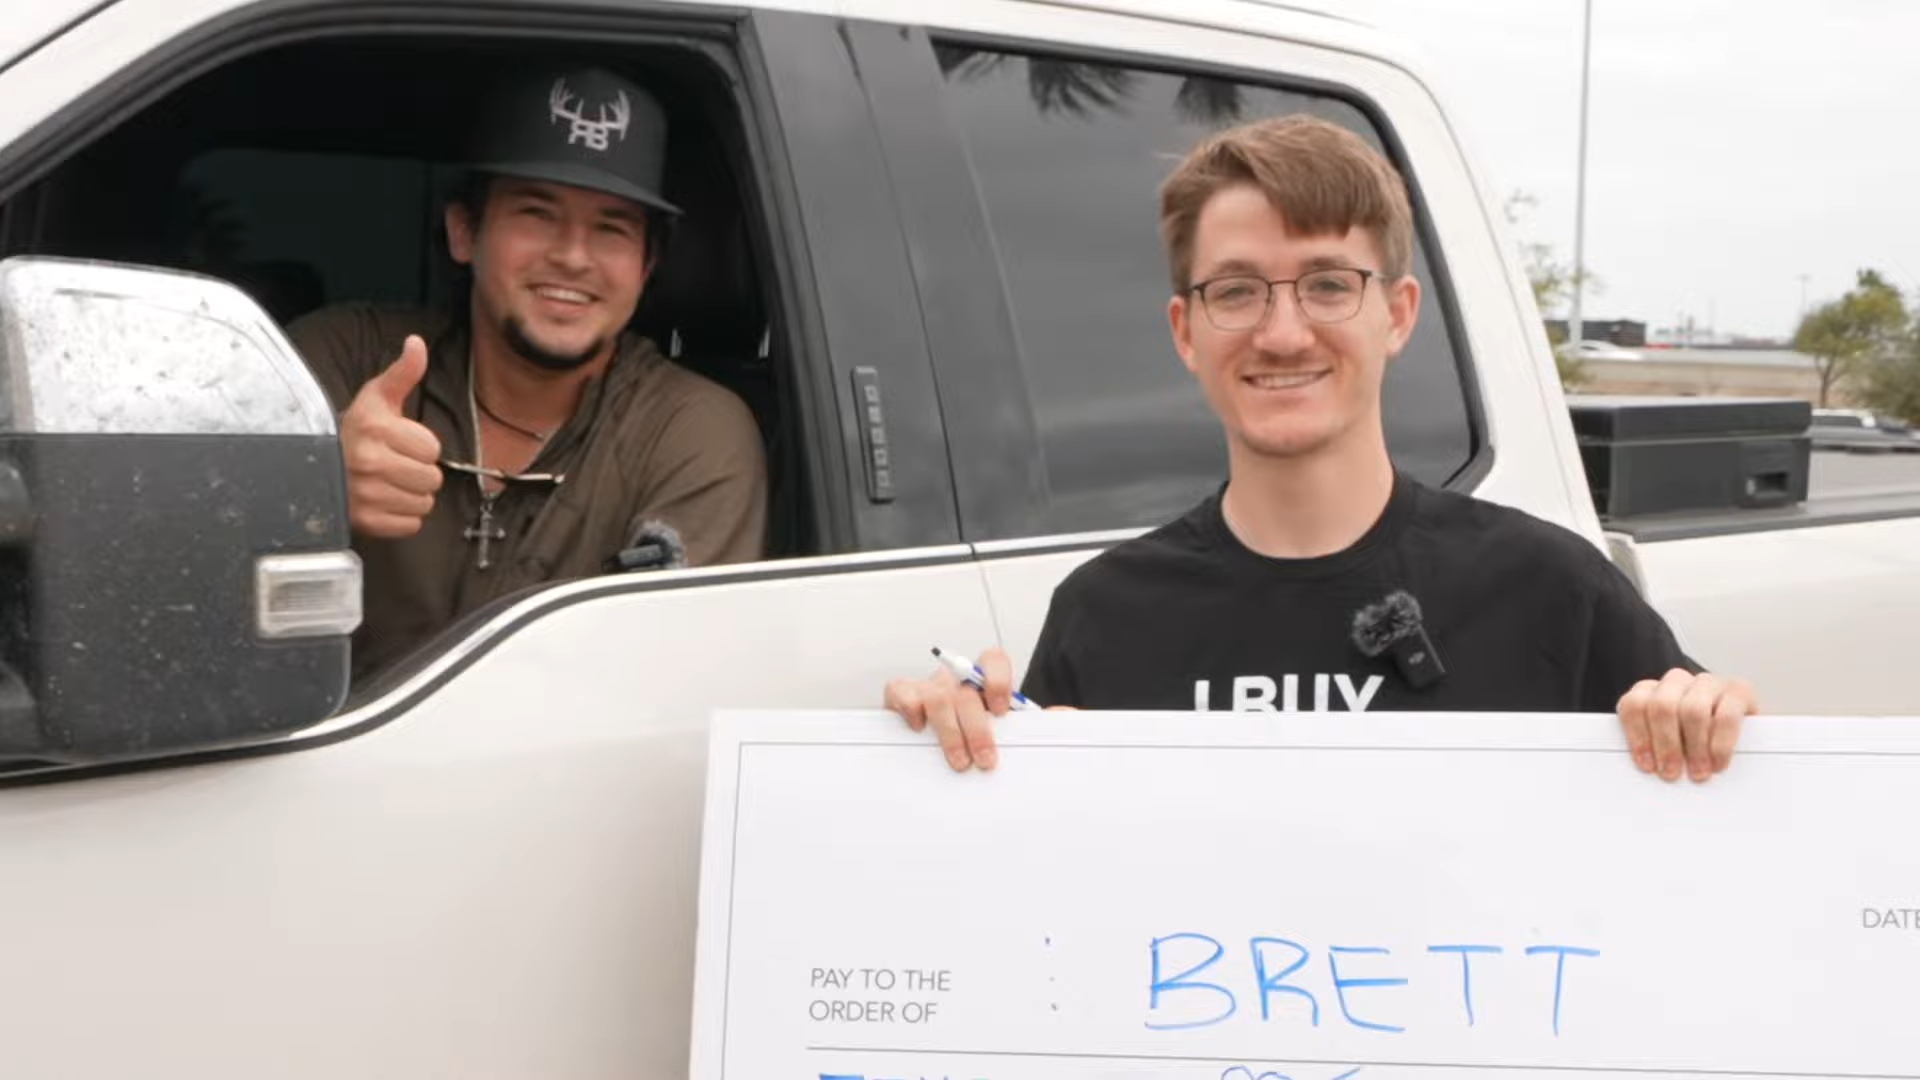 RB
I BUY
DATE
PAY TO THE
ORDER OF
BRETT